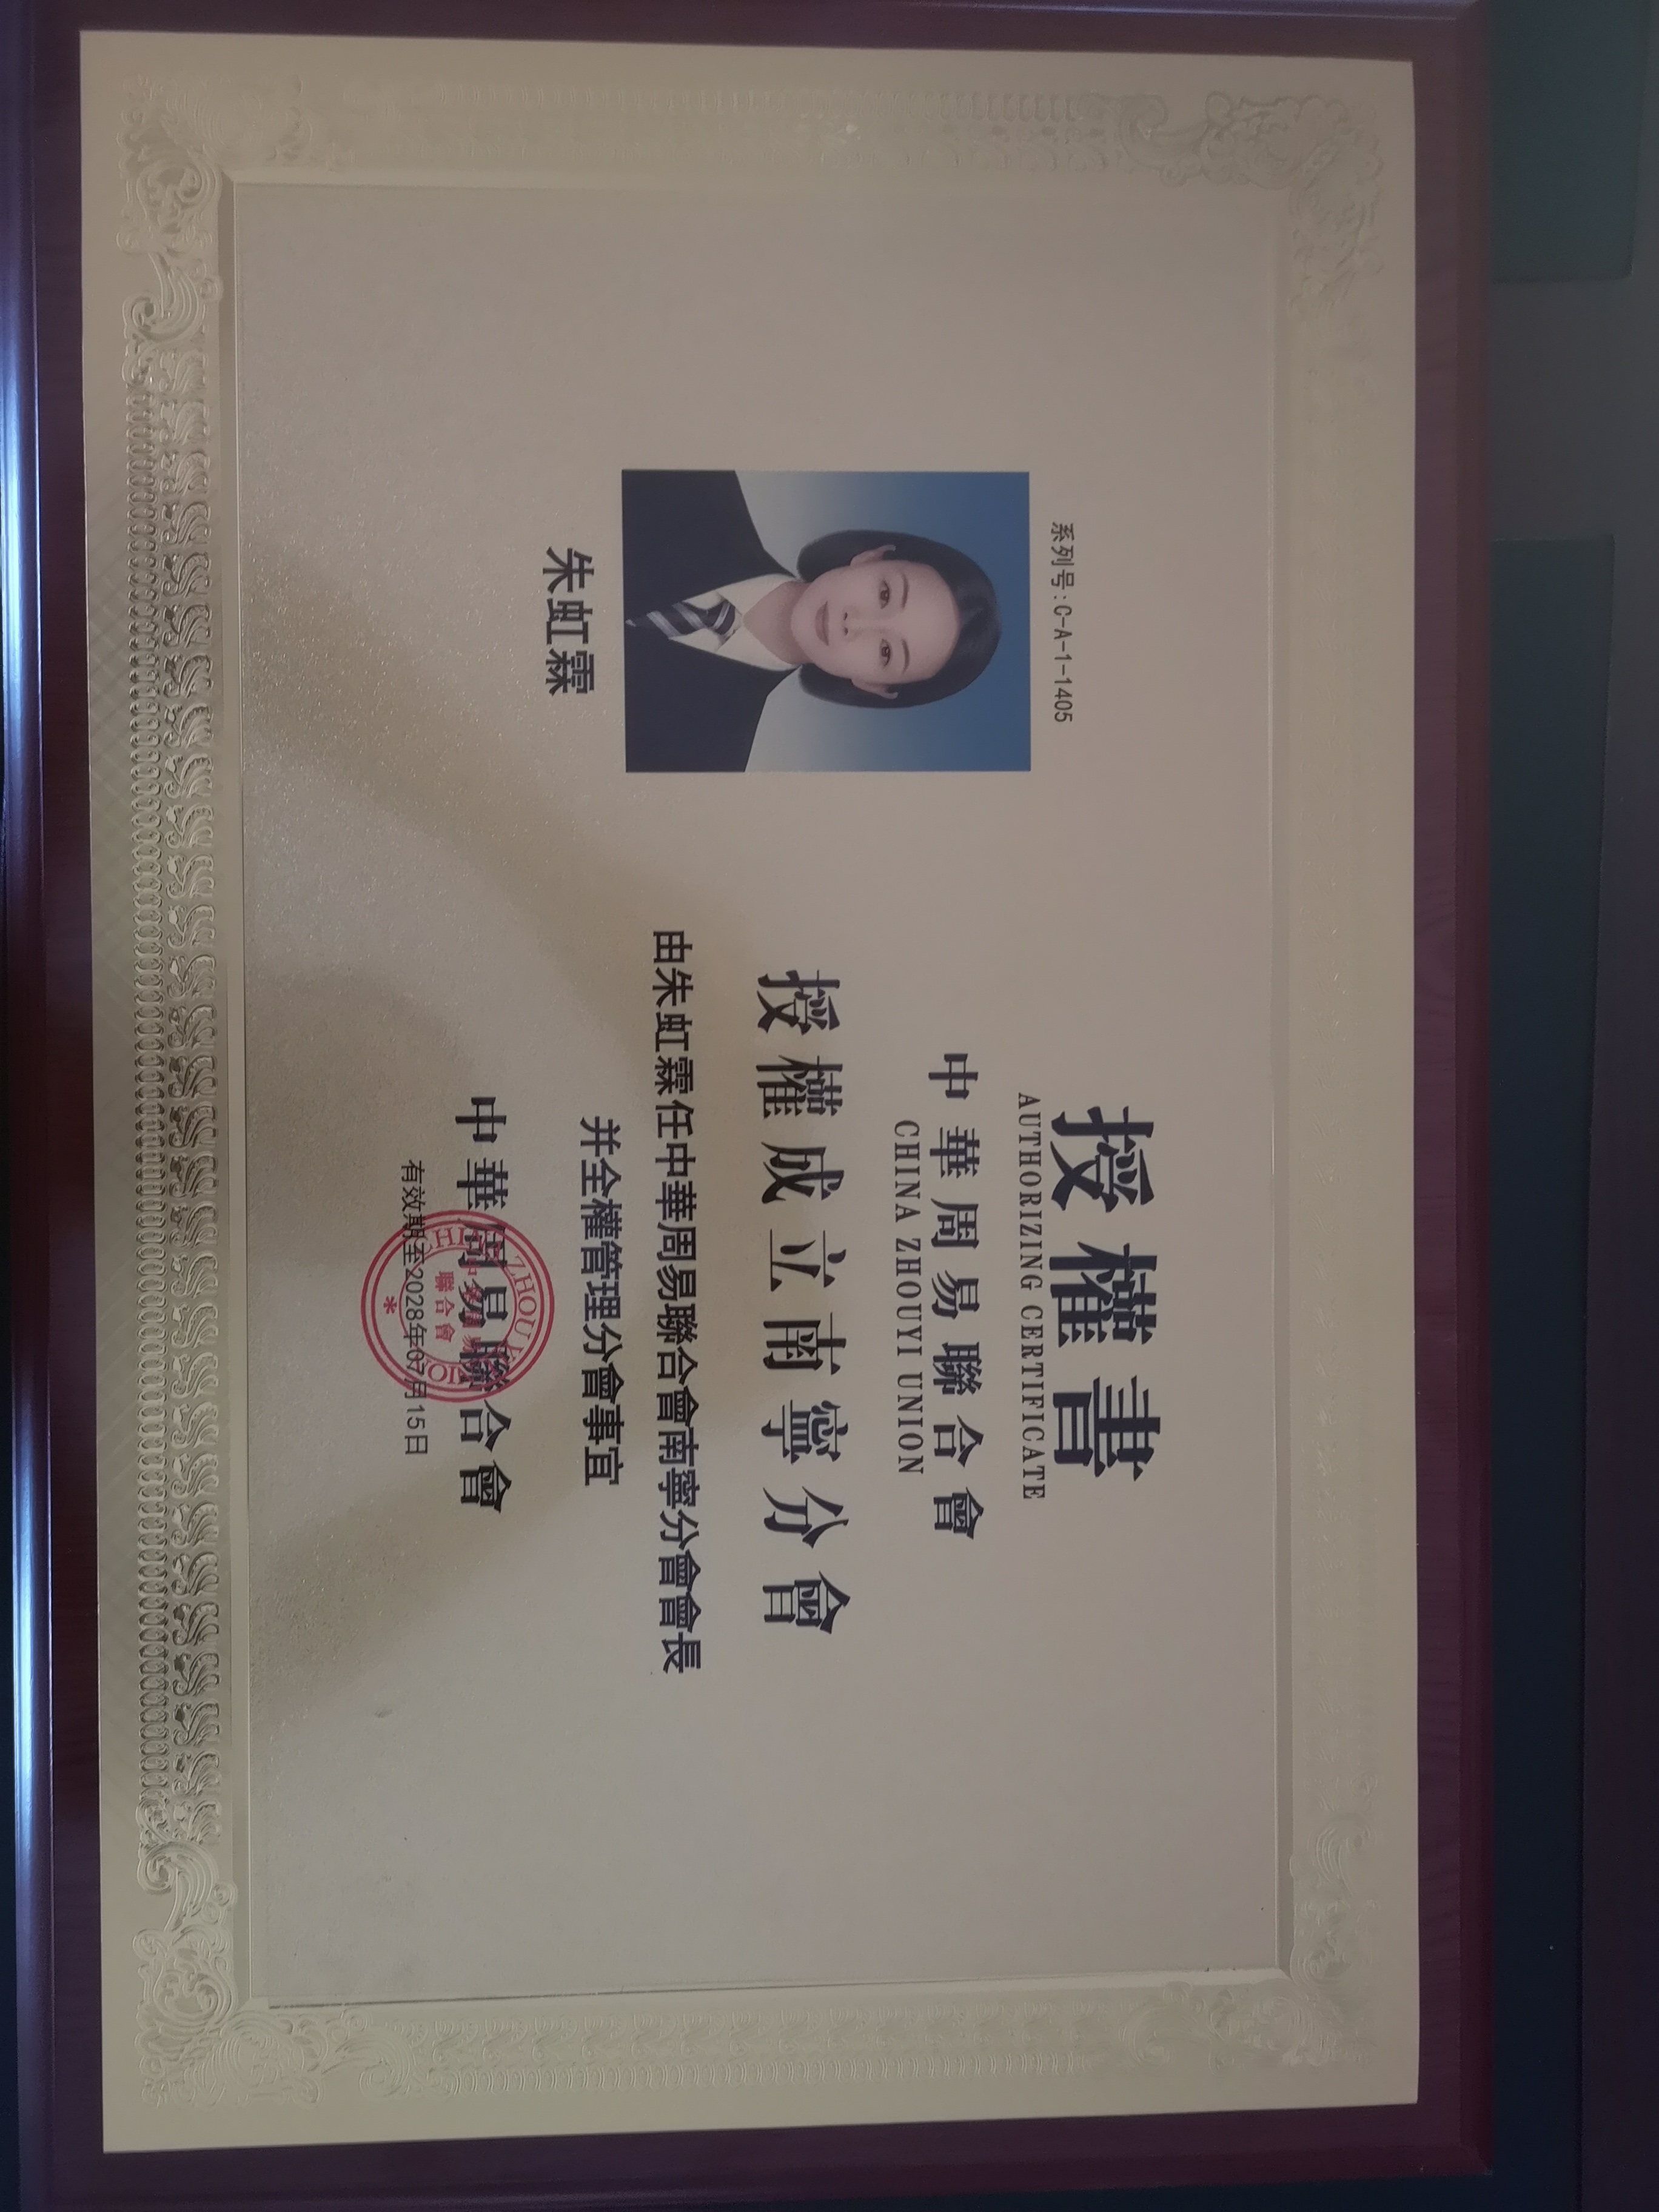 授權書
AUTHORIZING CERTIFICATE
中華周易聯合會
CHINA ZHOUYI UNION
授權成立南寧分會
由朱虹霖任中華周易聯合會南寧分會會長
并全權管理分會事宜
中華周易聯合會
有效期至2028年07月15日
系列号:C-A-1-1405
朱虹霖
聯合會